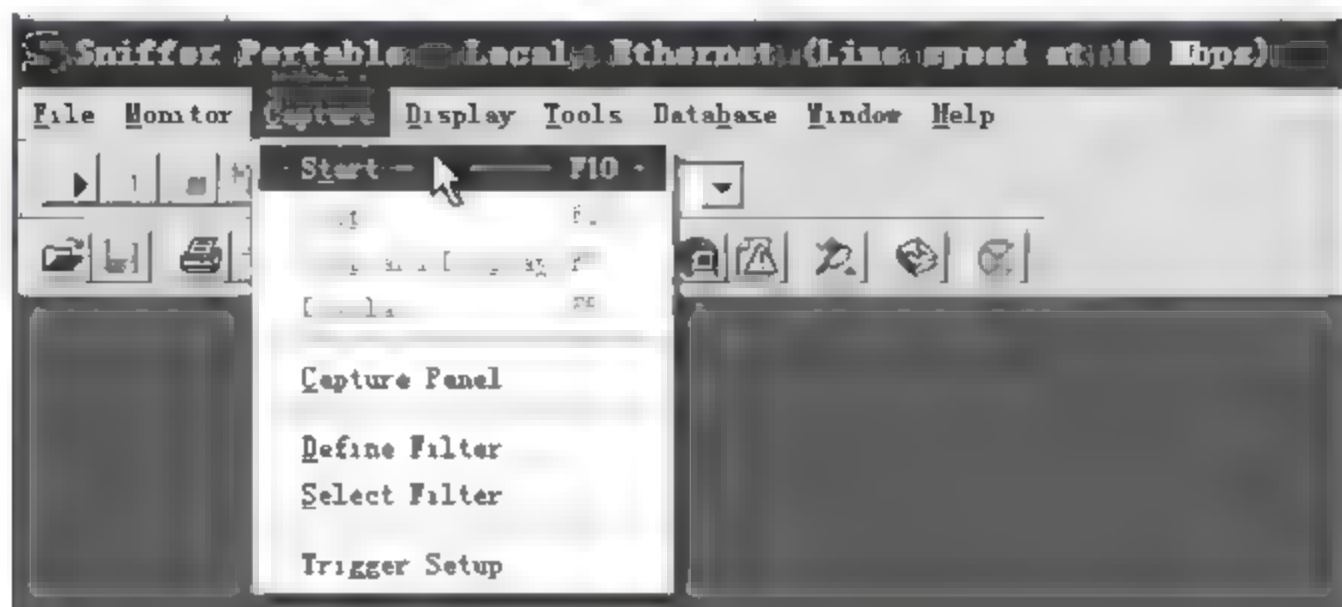 Sniffer Portable Local, Ethernet (Line speed at 10 Mbps)
File Monitor Capture Display Tools Database Window Help
Start F10
Capture Panel
Define Filter
Select Filter
Trigger Setup